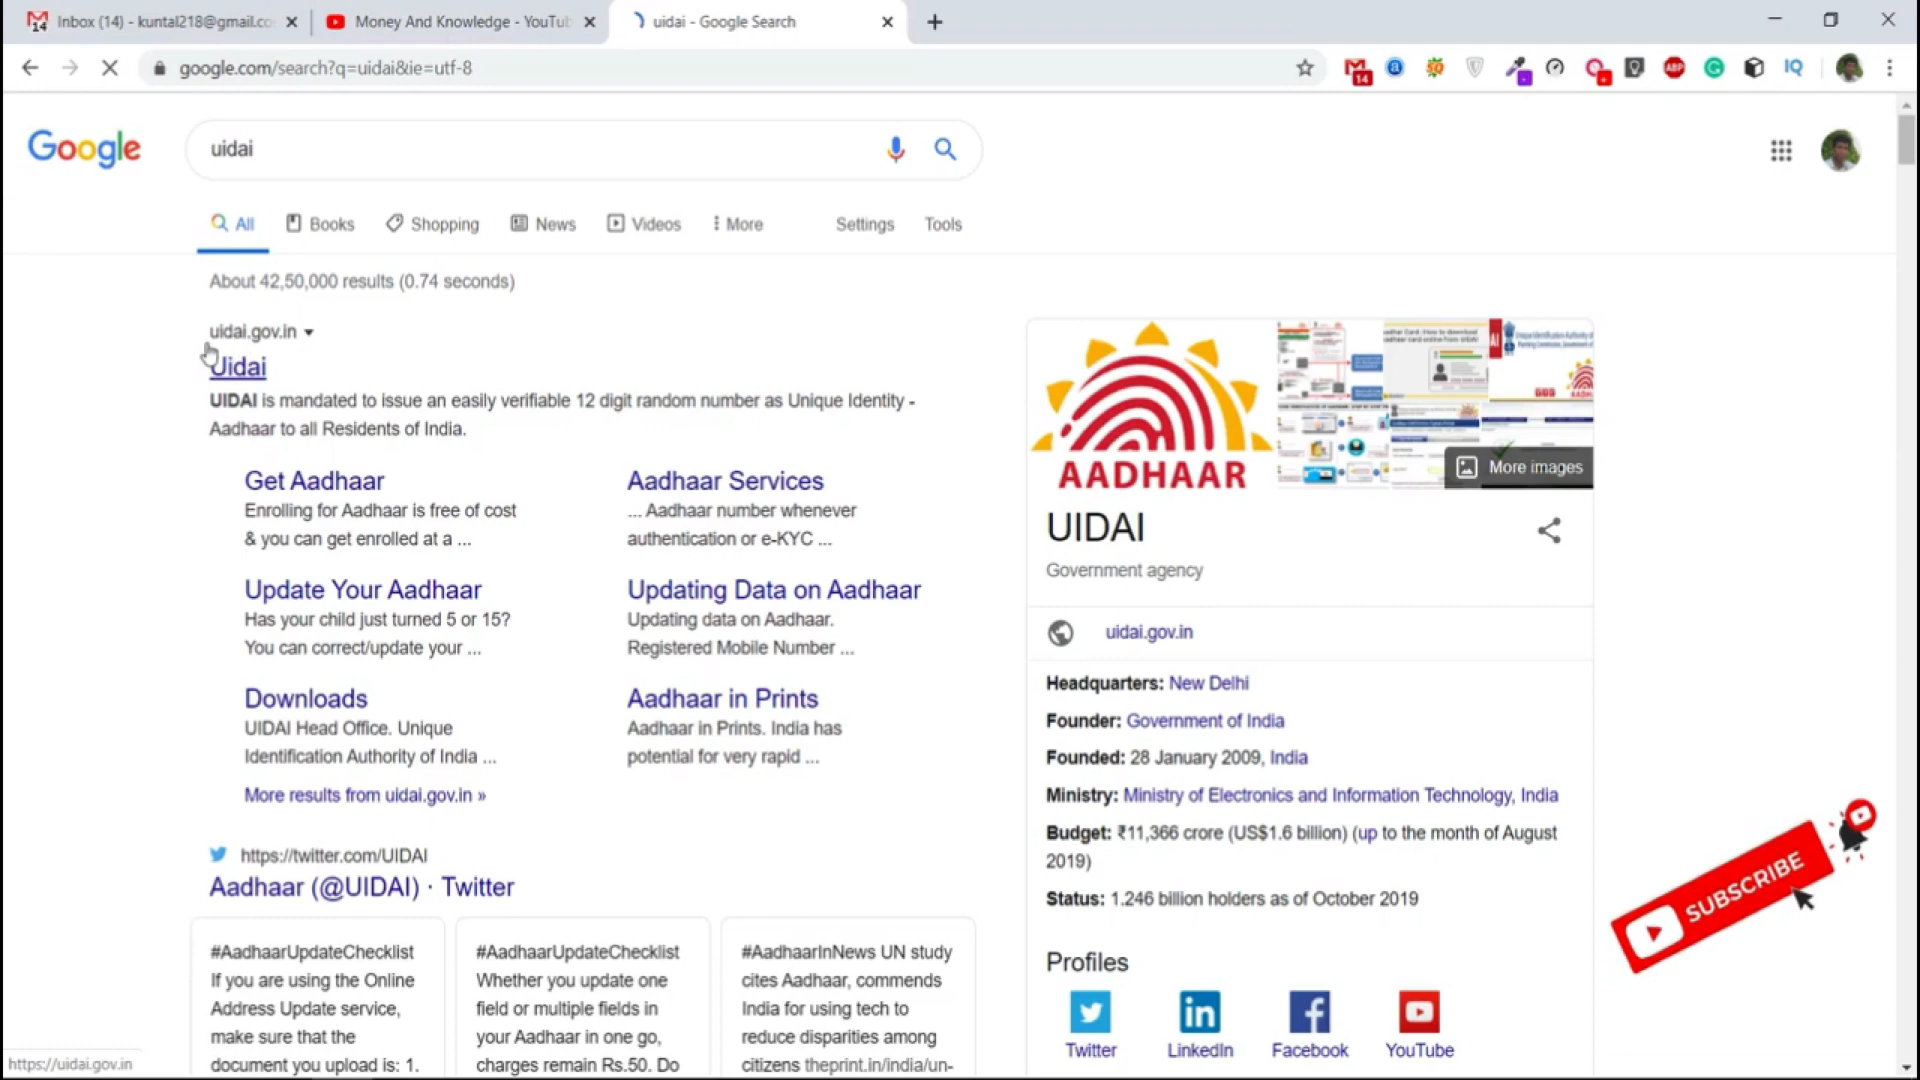 Inbox (14) - kuntal218@gmail.co
Money And Knowledge - YouTub
uidai - Google Search
14
google.com/search?q=uidai&ie=utf-8
14
a
SQ
ABP
IQ
Google
uidai
All
Books
Shopping
News
Videos
More
Settings
Tools
About 42,50,000 results (0.74 seconds)
uidai.gov.in
Uidai
UIDAI is mandated to issue an easily verifiable 12 digit random number as Unique Identity -
Aadhaar to all Residents of India.
Get Aadhaar
Enrolling for Aadhaar is free of cost
& you can get enrolled at a ...
Aadhaar Services
... Aadhaar number whenever
authentication or e-KYC ...
Update Your Aadhaar
Has your child just turned 5 or 15?
You can correct/update your ...
Updating Data on Aadhaar
Updating data on Aadhaar.
Registered Mobile Number ...
Downloads
UIDAI Head Office. Unique
Identification Authority of India ...
Aadhaar in Prints
Aadhaar in Prints. India has
potential for very rapid ...
More results from uidai.gov.in »
https://twitter.com/UIDAI
Aadhaar (@UIDAI) · Twitter
#AadhaarUpdateChecklist
If you are using the Online
Address Update service,
make sure that the
document you upload is: 1.
#AadhaarUpdateChecklist
Whether you update one
field or multiple fields in
your Aadhaar in one go,
charges remain Rs.50. Do
#AadhaarInNews UN study
cites Aadhaar, commends
India for using tech to
reduce disparities among
citizens theprint.in/india/un-
AADHAAR
More images
UIDAI
Government agency
uidai.gov.in
Headquarters: New Delhi
Founder: Government of India
Founded: 28 January 2009, India
Ministry: Ministry of Electronics and Information Technology, India
Budget: ₹11,366 crore (US$1.6 billion) (up to the month of August
2019)
Status: 1.246 billion holders as of October 2019
Profiles
Twitter
LinkedIn
Facebook
YouTube
SUBSCRIBE
https://uidai.gov.in